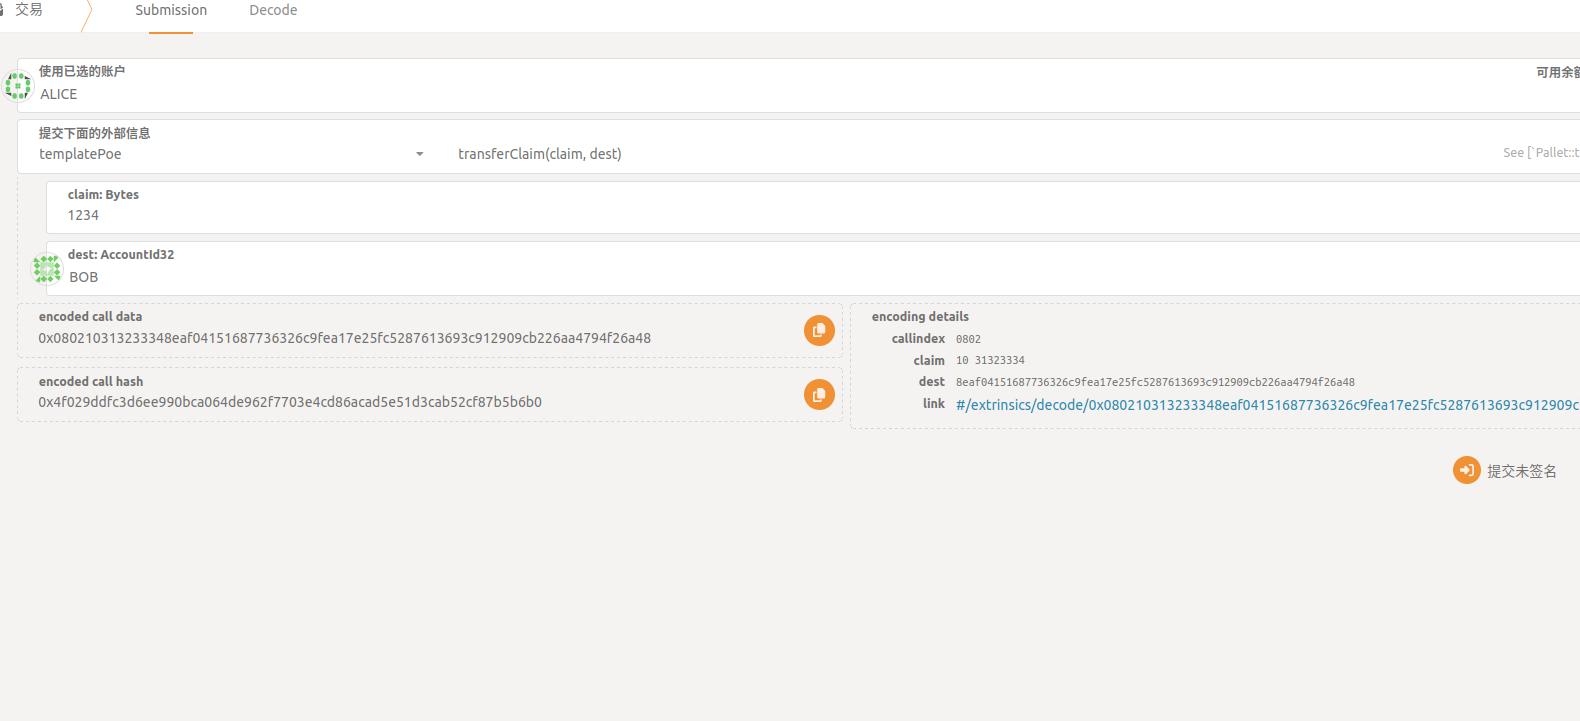 交易
Submission
Decode
使用已选的账户
可用余额
ALICE
提交下面的外部信息
templatePoe
transferClaim(claim, dest)
See [`Pallet::t
claim: Bytes
1234
dest: AccountId32
BOB
encoded call data
0x080210313233348eaf04151687736326c9fea17e25fc5287613693c912909cb226aa4794f26a48
encoded call hash
0x4f029ddfc3d6ee990bca064de962f7703e4cd86acad5e51d3cab52cf87b5b6b0
encoding details
callindex 0802
claim 10 31323334
dest 8eaf04151687736326c9fea17e25fc5287613693c912909cb226aa4794f26a48
link #/extrinsics/decode/0x080210313233348eaf04151687736326c9fea17e25fc5287613693c912909c
提交未签名